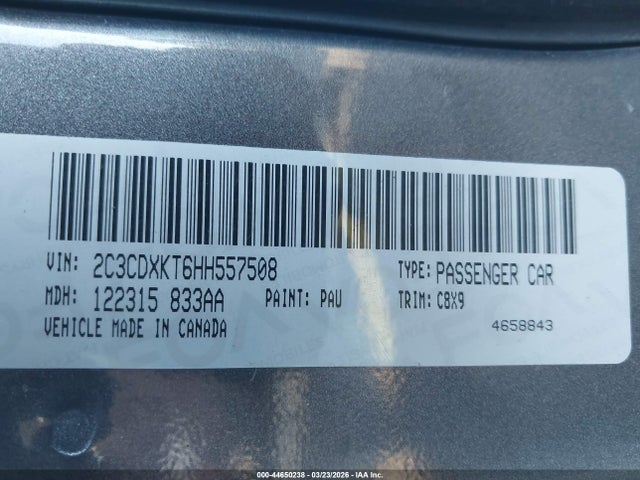 VIN: 2C3CDXKT6HH557508 TYPE: PASSENGER CAR
MDH: 122315 833AA PAINT: PAU TRIM: C8X9
VEHICLE MADE IN CANADA 4658843
000-44650238 - 03/23/2026 - IAA Inc.